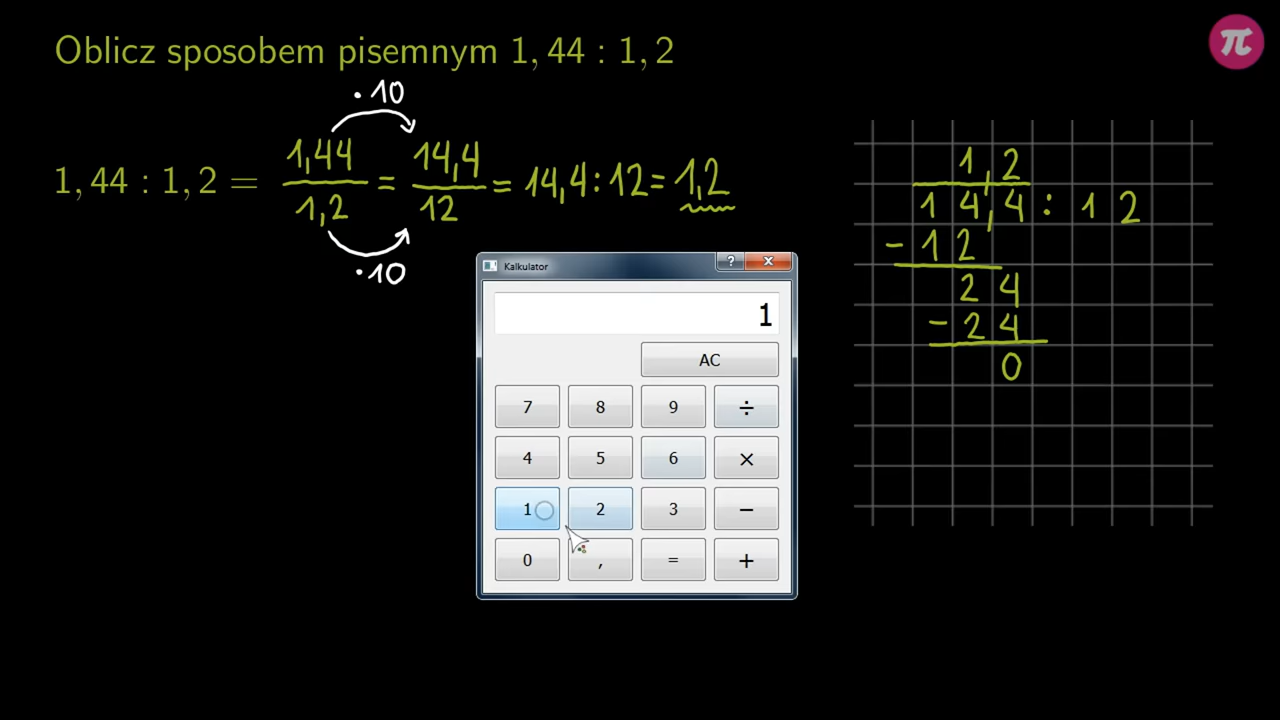 Oblicz sposobem pisemnym 1, 44 : 1, 2
π
·10
1, 44 : 1, 2 = 1,44 / 1,2 = 14,4 / 12 = 14,4 : 12 = 1,2
·10
1,2
14,4 : 12
-12
24
-24
0
Kalkulator
?
1
AC
7 8 9 ÷
4 5 6 ×
1 2 3 −
0 , = +